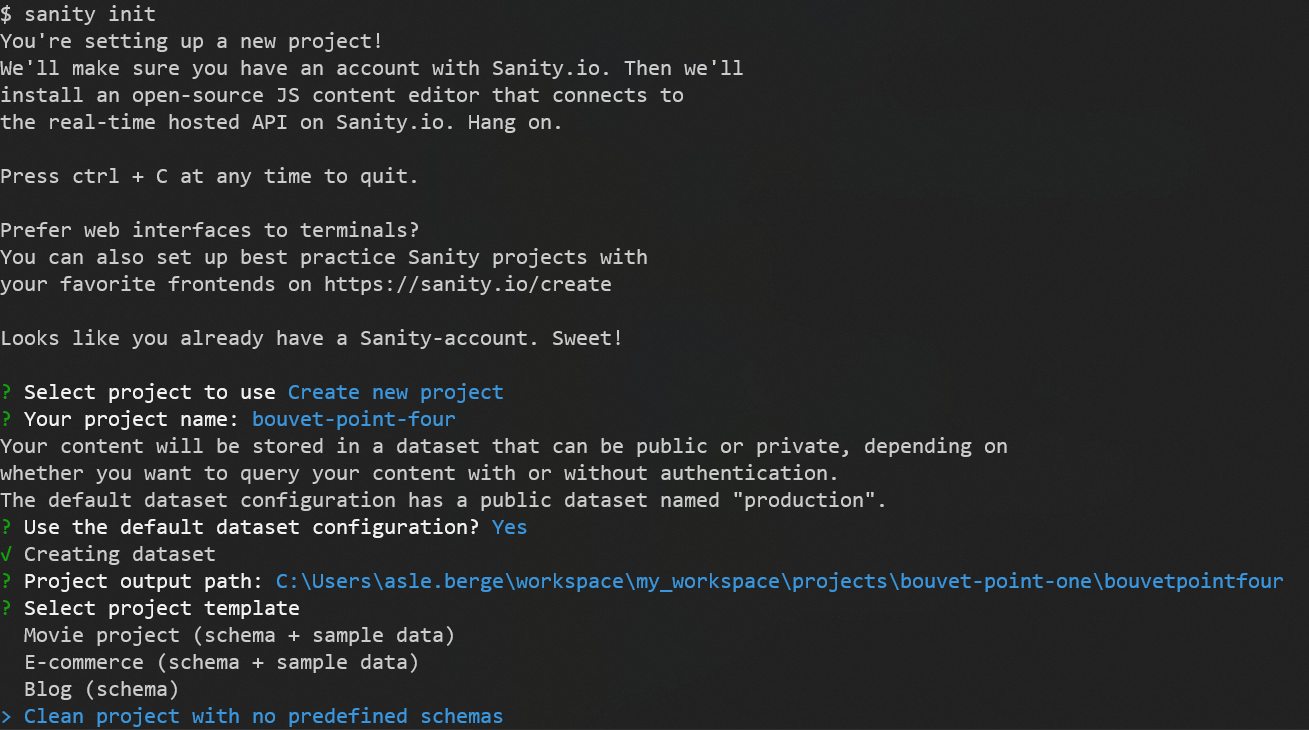 $ sanity init
You're setting up a new project!
We'll make sure you have an account with Sanity.io. Then we'll
install an open-source JS content editor that connects to
the real-time hosted API on Sanity.io. Hang on.
Press ctrl + C at any time to quit.
Prefer web interfaces to terminals?
You can also set up best practice Sanity projects with
your favorite frontends on https://sanity.io/create
Looks like you already have a Sanity-account. Sweet!
? Select project to use Create new project
? Your project name: bouvet-point-four
Your content will be stored in a dataset that can be public or private, depending on
whether you want to query your content with or without authentication.
The default dataset configuration has a public dataset named "production".
? Use the default dataset configuration? Yes
√ Creating dataset
? Project output path: C:\Users\asle.berge\workspace\my_workspace\projects\bouvet-point-one\bouvetpointfour
? Select project template
Movie project (schema + sample data)
E-commerce (schema + sample data)
Blog (schema)
> Clean project with no predefined schemas